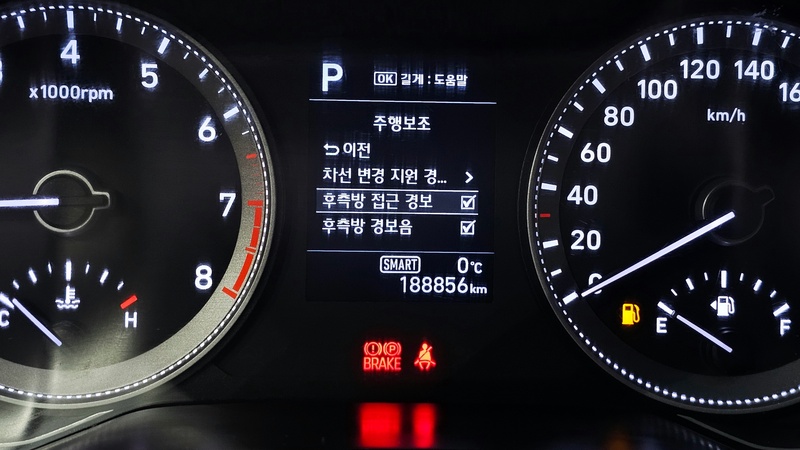 4
5
6
7
8
x1000rpm
C
H
P
OK 길게 : 도움말
주행보조
이전
차선 변경 지원 경...
후측방 접근 경보
후측방 경보음
SMART 0℃
188856km
P
BRAKE
0
20
40
60
80
100
120
140
16
km/h
E
F